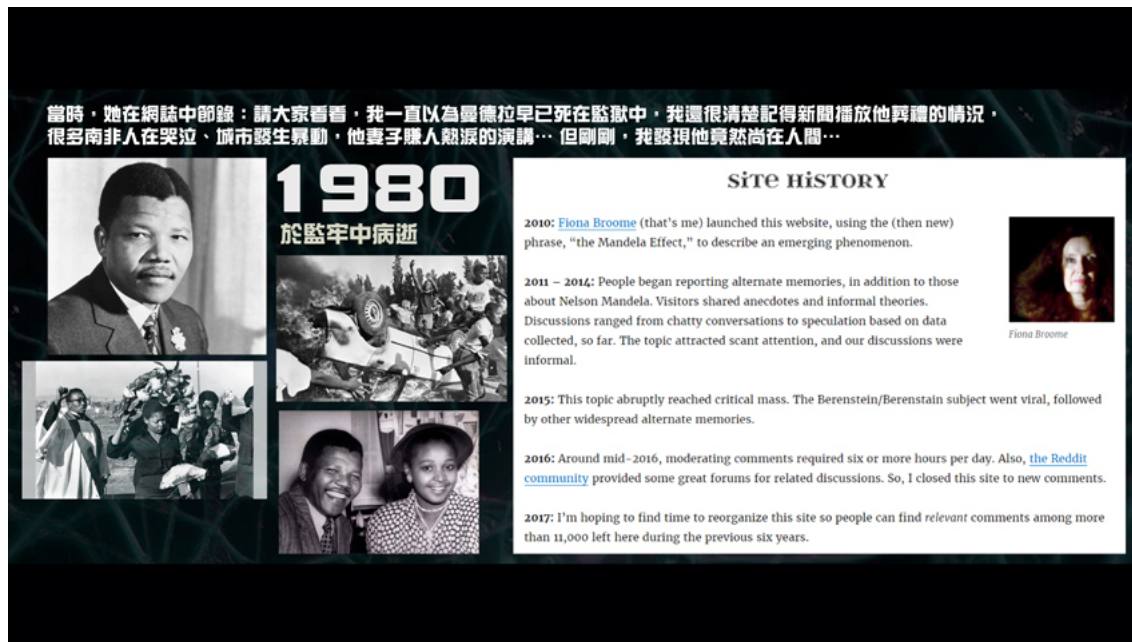 當時，她在網誌中節錄：請大家看看，我一直以為曼德拉早已死在監獄中，我還很清楚記得新聞播放他葬禮的情況，
很多南非人在哭泣、城市發生暴動，他妻子賺人熱淚的演講… 但剛剛，我發現他竟然尚在人間…
1980
於監牢中病逝
SiTe HiSTORY
2010: Fiona Broome (that's me) launched this website, using the (then new)
phrase, “the Mandela Effect,” to describe an emerging phenomenon.
2011 – 2014: People began reporting alternate memories, in addition to those
about Nelson Mandela. Visitors shared anecdotes and informal theories.
Discussions ranged from chatty conversations to speculation based on data
collected, so far. The topic attracted scant attention, and our discussions were
informal.
Fiona Broome
2015: This topic abruptly reached critical mass. The Berenstein/Berenstain subject went viral, followed
by other widespread alternate memories.
2016: Around mid-2016, moderating comments required six or more hours per day. Also, the Reddit
community provided some great forums for related discussions. So, I closed this site to new comments.
2017: I'm hoping to find time to reorganize this site so people can find relevant comments among more
than 11,000 left here during the previous six years.